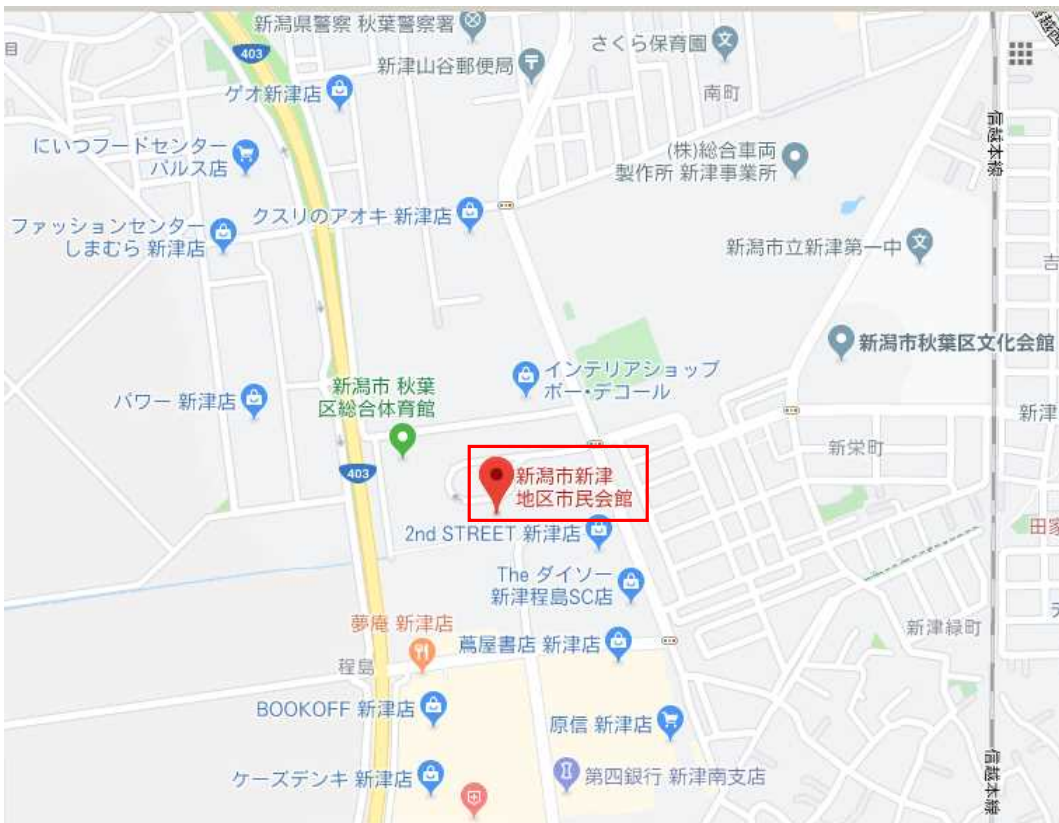 新潟県警察 秋葉警察署
目
403
さくら保育園
新津山谷郵便局
ゲオ新津店
南町
信越本線
にいつフードセンター
パルス店
(株)総合車両
製作所 新津事業所
クスリのアオキ 新津店
ファッションセンター
しまむら 新津店
新潟市立新津第一中
吉
新潟市秋葉区文化会館
インテリアショップ
ボー・デコール
新潟市 秋葉
区総合体育館
パワー 新津店
新津
新栄町
403
新潟市新津
地区市民会館
2nd STREET 新津店
田家
The ダイソー
新津程島SC店
夢庵 新津店
蔦屋書店 新津店
新津緑町
程島
BOOKOFF 新津店
原信 新津店
ケーズデンキ 新津店
第四銀行 新津南支店
信越本線